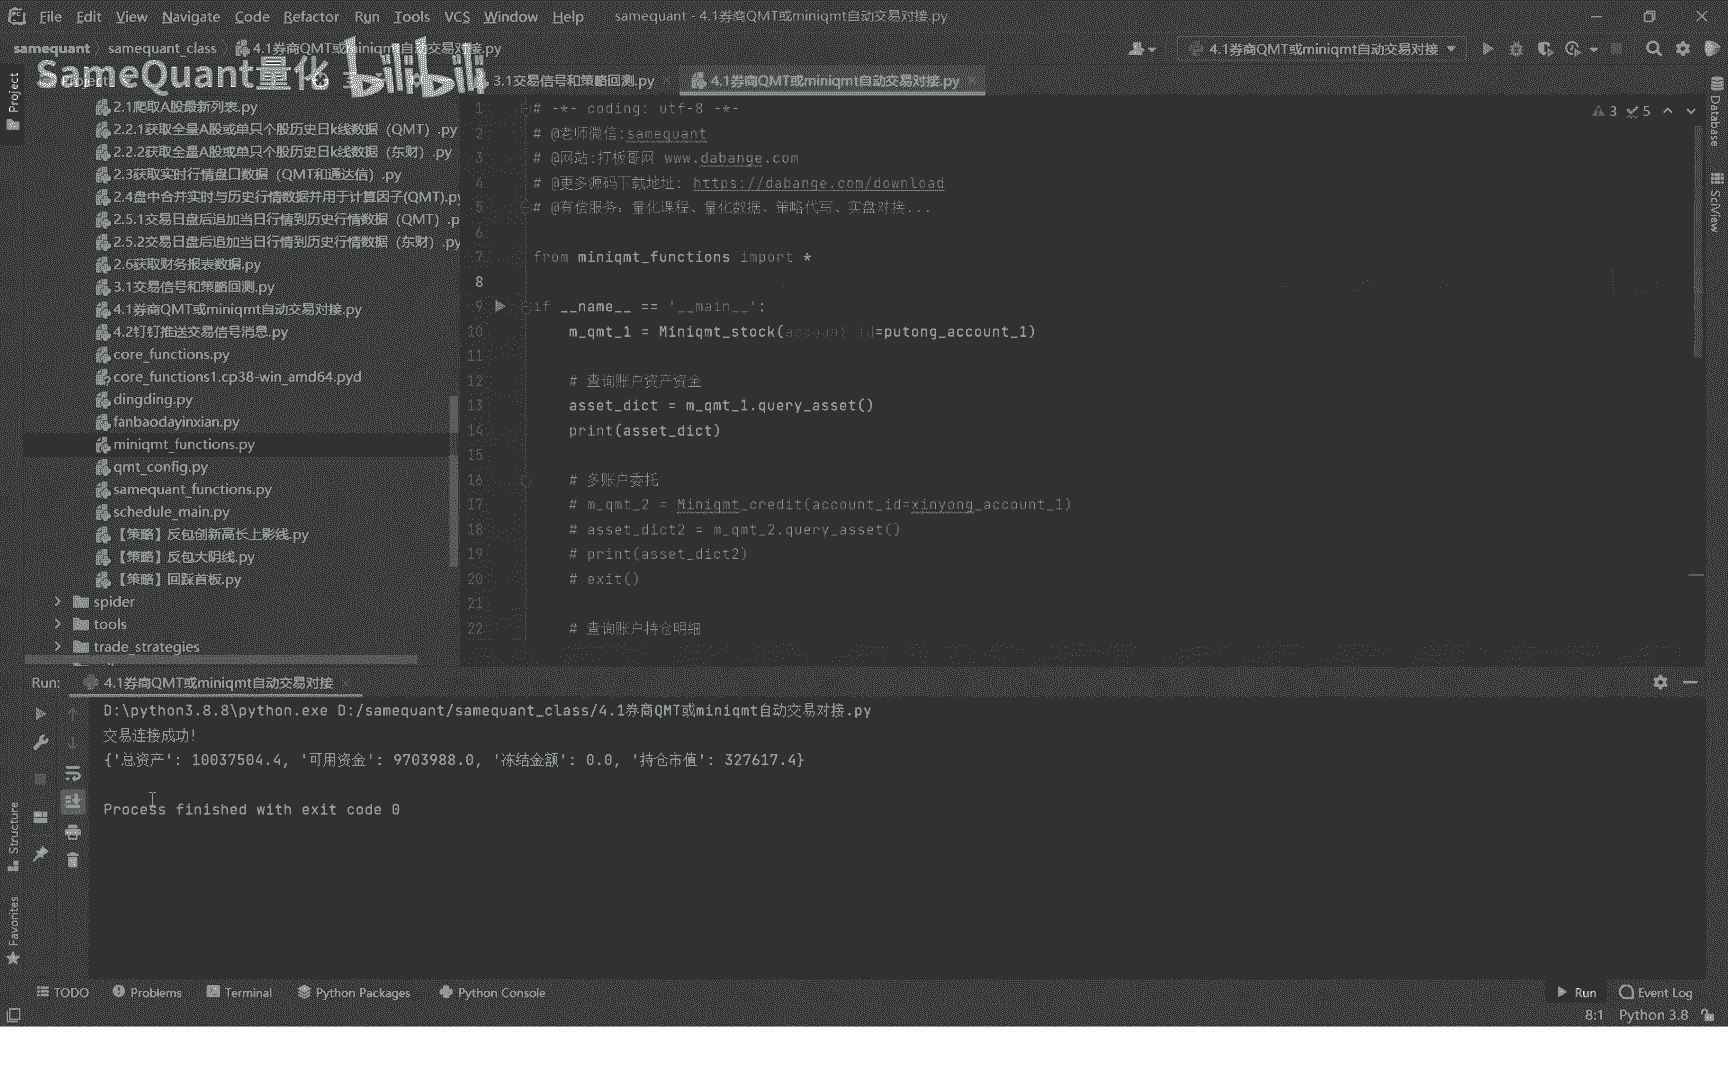 File Edit View Navigate Code Refactor Run Tools VCS Window Help samequant - 4.1券商QMT或miniqmt自动交易对接.py
samequant samequant_class 4.1券商QMT或miniqmt自动交易对接.py
4.1券商QMT或miniqmt自动交易对接
SameQuant量化 bilibili
3.1交易信号和策略回测.py
4.1券商QMT或miniqmt自动交易对接.py
Project
2.1爬取A股最新列表.py
2.2.1获取全量A股或单只个股历史日k线数据（QMT）.py
2.2.2获取全量A股或单只个股历史日k线数据（东财）.py
2.3获取实时行情盘口数据（QMT和通达信）.py
2.4盘中合并实时与历史行情数据并用于计算因子(QMT).py
2.5.1交易日盘后追加当日行情到历史行情数据（QMT）.p
2.5.2交易日盘后追加当日行情到历史行情数据（东财）.py
2.6获取财务报表数据.py
3.1交易信号和策略回测.py
4.1券商QMT或miniqmt自动交易对接.py
4.2钉钉推送交易信号消息.py
core_functions.py
core_functions1.cp38-win_amd64.pyd
dingding.py
fanbaodayinxian.py
miniqmt_functions.py
qmt_config.py
samequant_functions.py
schedule_main.py
【策略】反包创新高长上影线.py
【策略】反包大阴线.py
【策略】回踩首板.py
spider
tools
trade_strategies
1 # -*- coding: utf-8 -*-
2 # @老师微信:samequant
3 # @网站:打板哥网 www.dabange.com
4 # @更多源码下载地址: https://dabange.com/download
5 # @有偿服务：量化课程、量化数据、策略代写、实盘对接...
6
7 from miniqmt_functions import *
8
9 if __name__ == '__main__':
10 m_qmt_1 = Miniqmt_stock(account_id=putong_account_1)
11
12 # 查询账户资产资金
13 asset_dict = m_qmt_1.query_asset()
14 print(asset_dict)
15
16 # 多账户委托
17 # m_qmt_2 = Miniqmt_credit(account_id=xinyong_account_1)
18 # asset_dict2 = m_qmt_2.query_asset()
19 # print(asset_dict2)
20 # exit()
21
22 # 查询账户持仓明细
3 5
Database
SciView
Run: 4.1券商QMT或miniqmt自动交易对接
D:\python3.8.8\python.exe D:/samequant/samequant_class/4.1券商QMT或miniqmt自动交易对接.py
交易连接成功!
{'总资产': 10037504.4, '可用资金': 9703988.0, '冻结金额': 0.0, '持仓市值': 327617.4}
Process finished with exit code 0
Structure
Favorites
TODO Problems Terminal Python Packages Python Console Run Event Log
8:1 Python 3.8